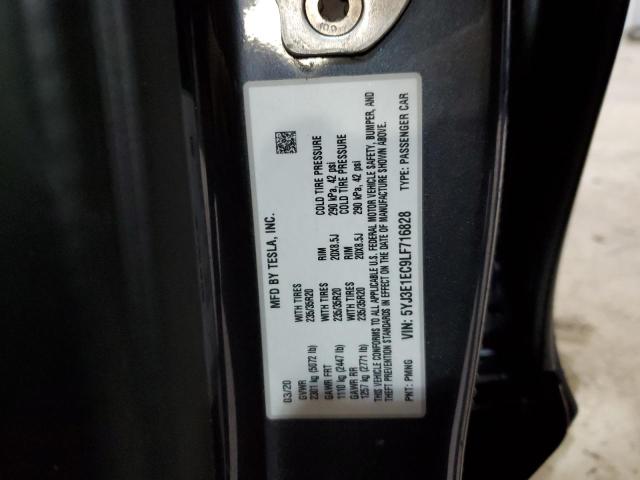 MFD BY TESLA, INC.
03/20
GVWR WITH TIRES RIM COLD TIRE PRESSURE
2301 kg (5072 lb) 235/35R20 20X8.5J 290 kPa, 42 psi
GAWR FRT WITH TIRES RIM COLD TIRE PRESSURE
1110 kg (2447 lb) 235/35R20 20X8.5J 290 kPa, 42 psi
GAWR RR WITH TIRES
1257 kg (2771 lb) 235/35R20
THIS VEHICLE CONFORMS TO ALL APPLICABLE U.S. FEDERAL MOTOR VEHICLE SAFETY, BUMPER, AND
THEFT PREVENTION STANDARDS IN EFFECT ON THE DATE OF MANUFACTURE SHOWN ABOVE.
VIN: 5YJ3E1EC9LF716828
PNT: PMNG TYPE: PASSENGER CAR